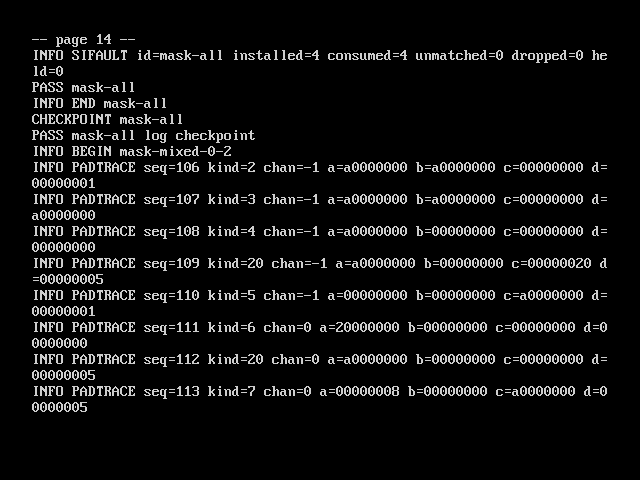 -- page 14 --
INFO SIFAULT id=mask-all installed=4 consumed=4 unmatched=0 dropped=0 he
ld=0
PASS mask-all
INFO END mask-all
CHECKPOINT mask-all
PASS mask-all log checkpoint
INFO BEGIN mask-mixed-0-2
INFO PADTRACE seq=106 kind=2 chan=-1 a=a0000000 b=a0000000 c=00000000 d=
00000001
INFO PADTRACE seq=107 kind=3 chan=-1 a=a0000000 b=a0000000 c=00000000 d=
a0000000
INFO PADTRACE seq=108 kind=4 chan=-1 a=a0000000 b=00000000 c=00000000 d=
00000000
INFO PADTRACE seq=109 kind=20 chan=-1 a=a0000000 b=00000000 c=00000020 d
=00000005
INFO PADTRACE seq=110 kind=5 chan=-1 a=00000000 b=00000000 c=a0000000 d=
00000001
INFO PADTRACE seq=111 kind=6 chan=0 a=20000000 b=00000000 c=00000000 d=0
0000000
INFO PADTRACE seq=112 kind=20 chan=0 a=a0000000 b=00000000 c=00000000 d=
00000005
INFO PADTRACE seq=113 kind=7 chan=0 a=00000008 b=00000000 c=a0000000 d=0
0000005